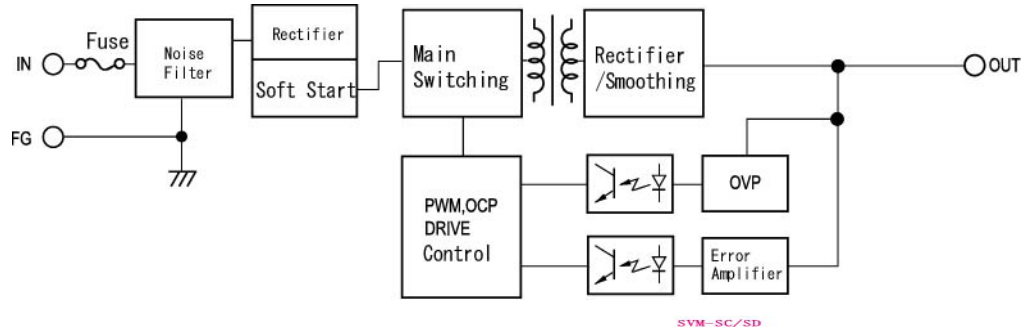 Fuse
IN
Noise
Filter
Rectifier
Soft Start
Main
Switching
Rectifier
/Smoothing
OUT
FG
PWM,OCP
DRIVE
Control
OVP
Error
Amplifier
SVM-SC/SD